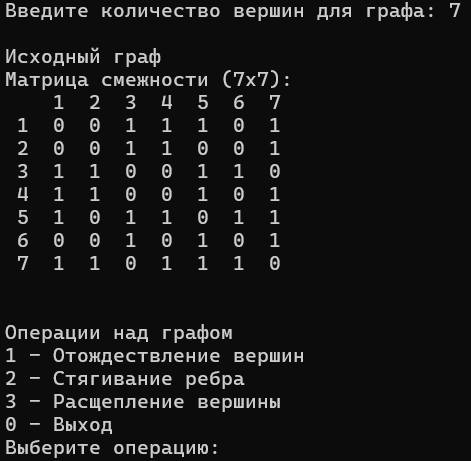 Введите количество вершин для графа: 7
Исходный граф
Матрица смежности (7x7):
1 2 3 4 5 6 7
1 0 0 1 1 1 0 1
2 0 0 1 1 0 0 1
3 1 1 0 0 1 1 0
4 1 1 0 0 1 0 1
5 1 0 1 1 0 1 1
6 0 0 1 0 1 0 1
7 1 1 0 1 1 1 0
Операции над графом
1 - Отождествление вершин
2 - Стягивание ребра
3 - Расщепление вершины
0 - Выход
Выберите операцию: